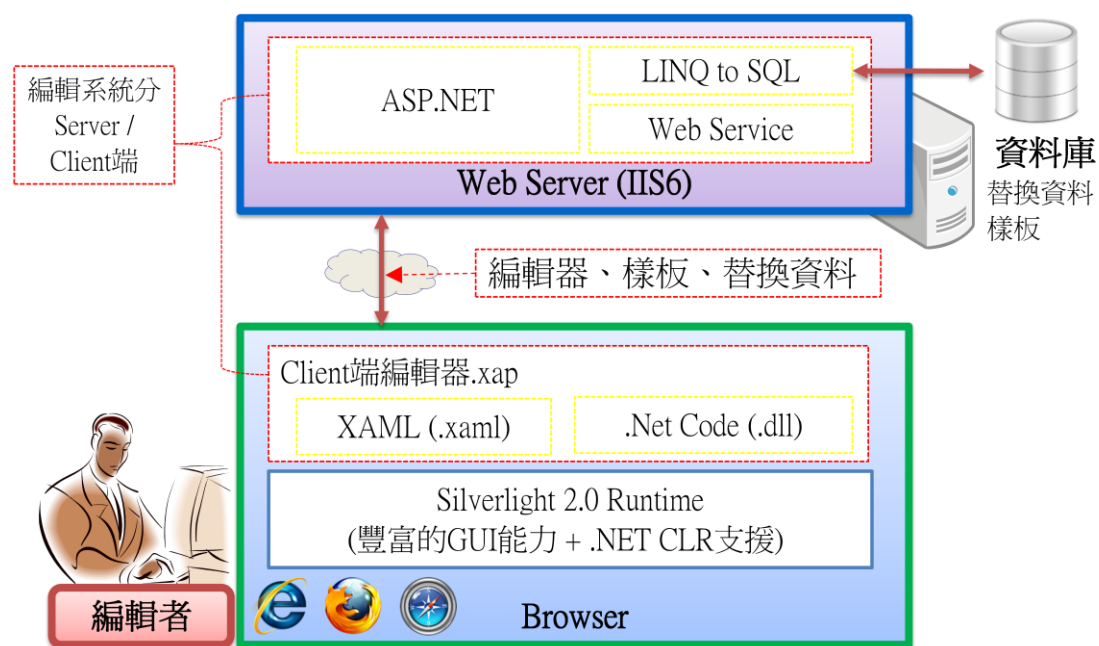 編輯系統分
Server /
Client端
ASP.NET
LINQ to SQL
Web Service
Web Server (IIS6)
資料庫
替換資料
樣板
編輯器、樣板、替換資料
Client端編輯器.xap
XAML (.xaml)
.Net Code (.dll)
Silverlight 2.0 Runtime
(豐富的GUI能力 + .NET CLR支援)
編輯者
Browser